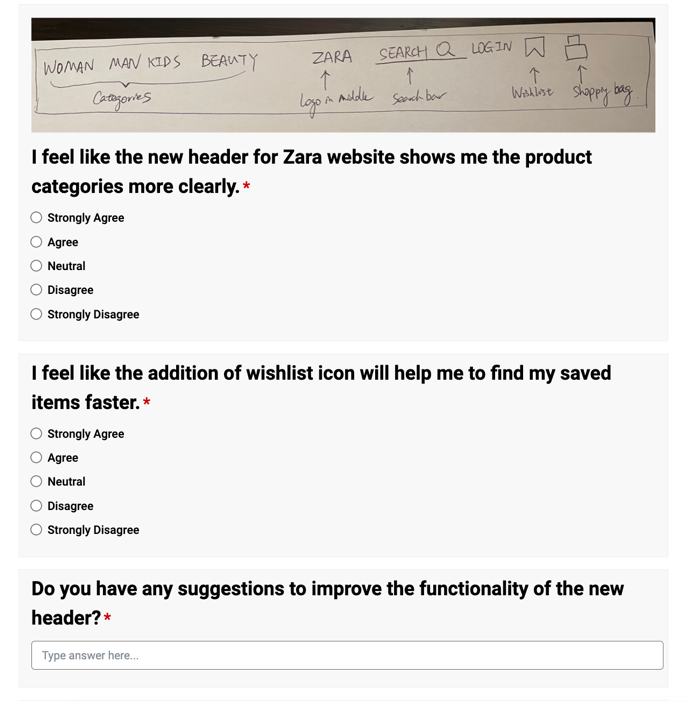 WOMAN MAN KIDS BEAUTY ZARA SEARCH LOGIN
Categories Logo in middle Search bar Wishlist Shopping bag
I feel like the new header for Zara website shows me the product
categories more clearly. *
Strongly Agree
Agree
Neutral
Disagree
Strongly Disagree
I feel like the addition of wishlist icon will help me to find my saved
items faster. *
Strongly Agree
Agree
Neutral
Disagree
Strongly Disagree
Do you have any suggestions to improve the functionality of the new
header? *
Type answer here...